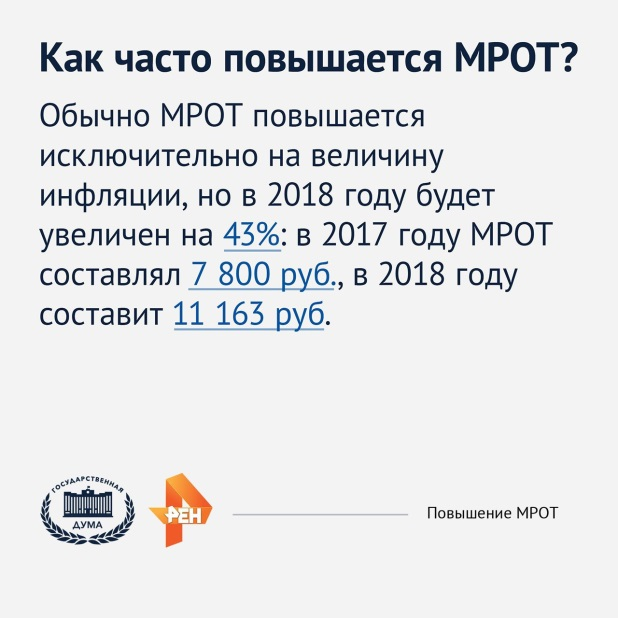 Как часто повышается МРОТ?
Обычно МРОТ повышается
исключительно на величину
инфляции, но в 2018 году будет
увеличен на 43%: в 2017 году МРОТ
составлял 7 800 руб., в 2018 году
составит 11 163 руб.
ГОСУДАРСТВЕННАЯ
ДУМА
РЕН
Повышение МРОТ